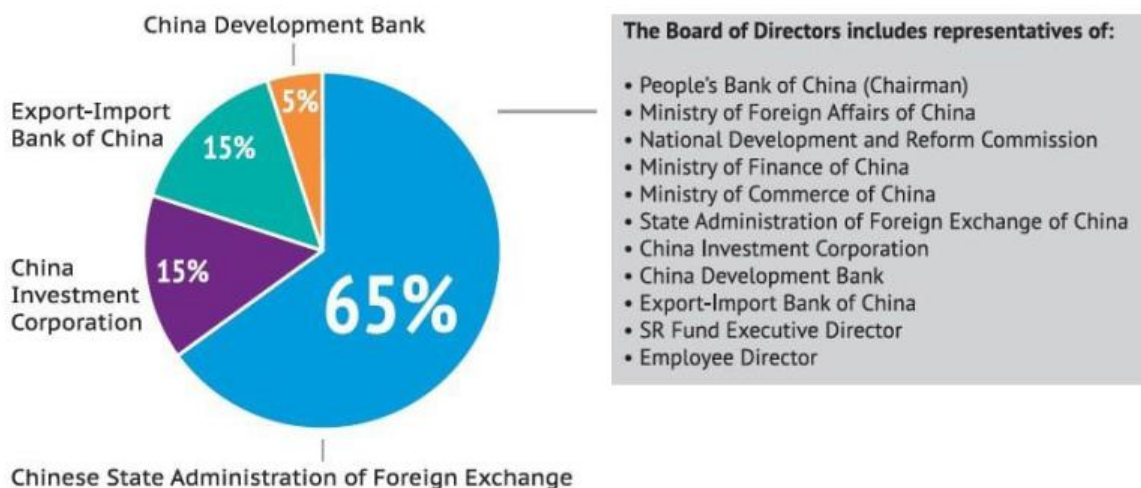 China Development Bank
5%
Export-Import
Bank of China
15%
China
Investment
Corporation
15%
65%
Chinese State Administration of Foreign Exchange
The Board of Directors includes representatives of:
• People's Bank of China (Chairman)
• Ministry of Foreign Affairs of China
• National Development and Reform Commission
• Ministry of Finance of China
• Ministry of Commerce of China
• State Administration of Foreign Exchange of China
• China Investment Corporation
• China Development Bank
• Export-Import Bank of China
• SR Fund Executive Director
• Employee Director